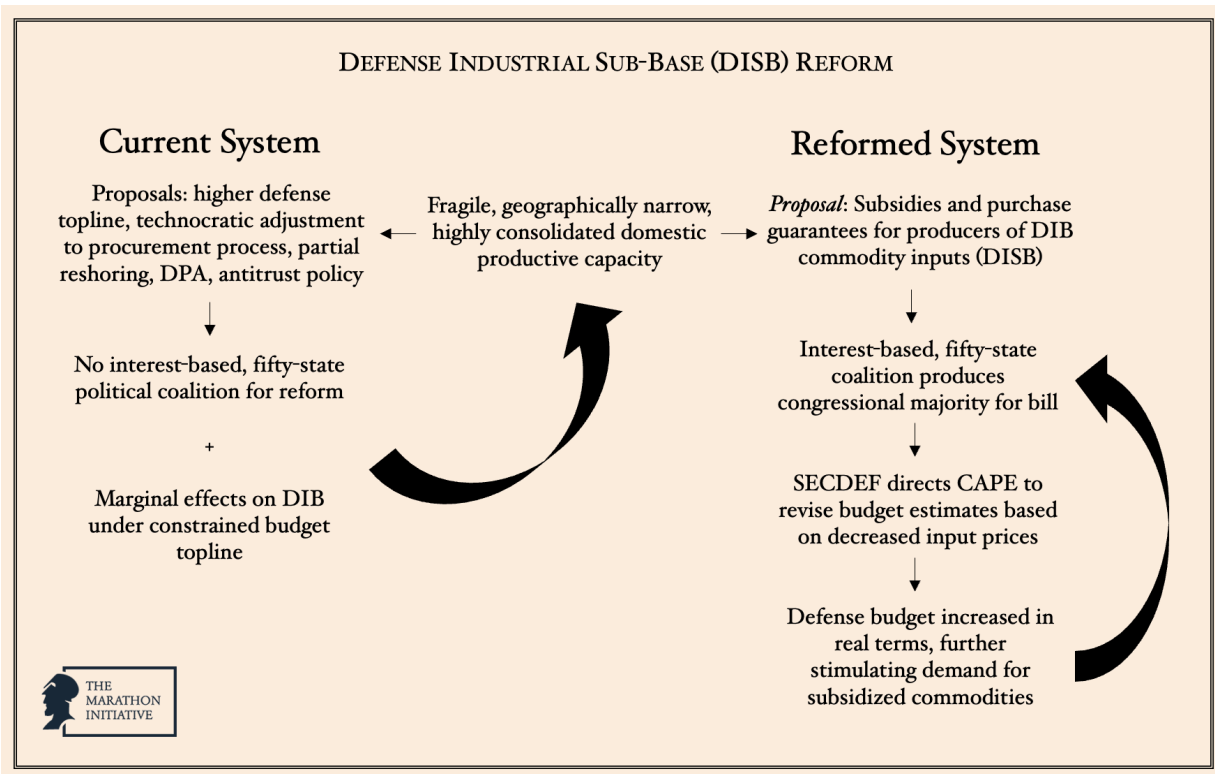 DEFENSE INDUSTRIAL SUB-BASE (DISB) REFORM
Current System
Proposals: higher defense
topline, technocratic adjustment
to procurement process, partial
reshoring, DPA, antitrust policy
No interest-based, fifty-state
political coalition for reform
+
Marginal effects on DIB
under constrained budget
topline
Fragile, geographically narrow,
highly consolidated domestic
productive capacity
Reformed System
Proposal: Subsidies and purchase
guarantees for producers of DIB
commodity inputs (DISB)
Interest-based, fifty-state
coalition produces
congressional majority for bill
SECDEF directs CAPE to
revise budget estimates based
on decreased input prices
Defense budget increased in
real terms, further
stimulating demand for
subsidized commodities
THE
MARATHON
INITIATIVE